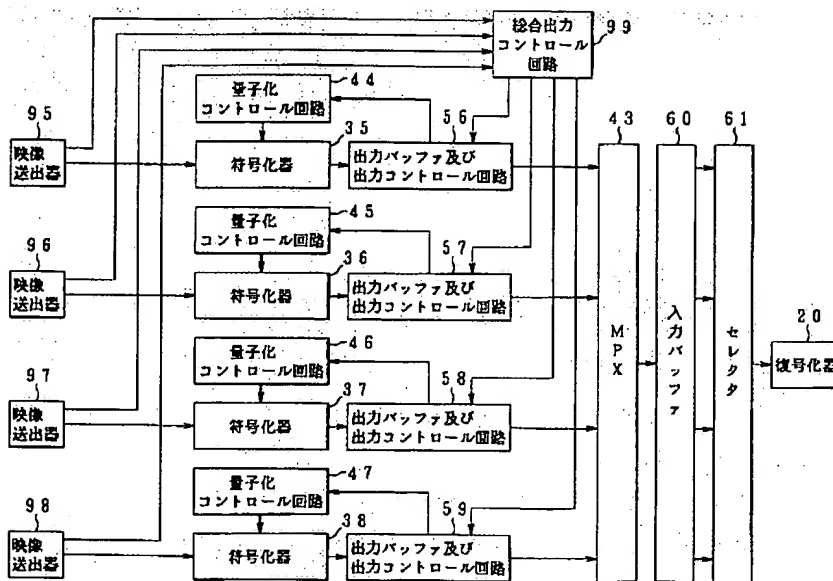 総合出力
コントロール
回路
99
量子化
コントロール回路
44
95
映像
送出器
符号化器
35
出力バッファ及び
出力コントロール回路
56
43
60
61
量子化
コントロール回路
45
96
映像
送出器
符号化器
36
出力バッファ及び
出力コントロール回路
57
MPX
入力バッファ
セレクタ
20
復号化器
量子化
コントロール回路
46
97
映像
送出器
符号化器
37
出力バッファ及び
出力コントロール回路
58
量子化
コントロール回路
47
98
映像
送出器
符号化器
38
出力バッファ及び
出力コントロール回路
59